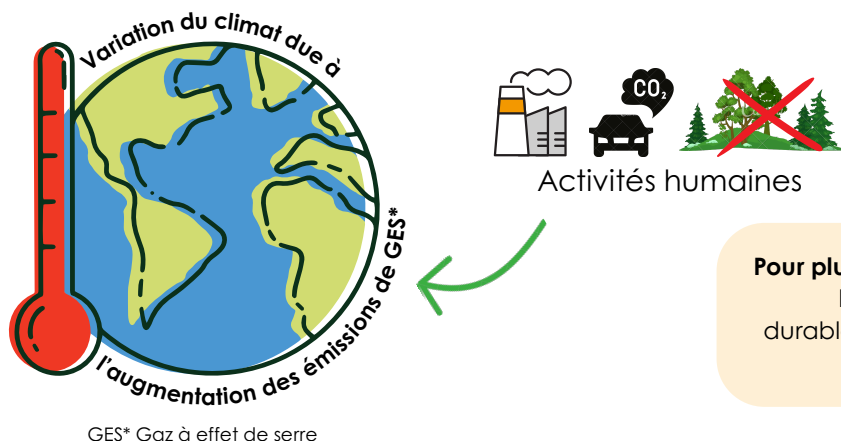 Variation du climat due à
l'augmentation des émissions de GES*
GES* Gaz à effet de serre
CO₂
Activités humaines
Pour plu
durable